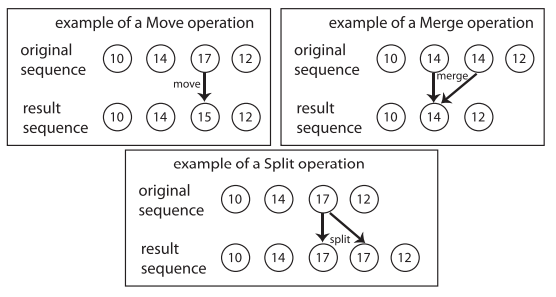 example of a Move operation
original sequence 10 14 17 12
move
result sequence 10 14 15 12
example of a Merge operation
original sequence 10 14 14 12
merge
result sequence 10 14 12
example of a Split operation
original sequence 10 14 17 12
split
result sequence 10 14 17 17 12